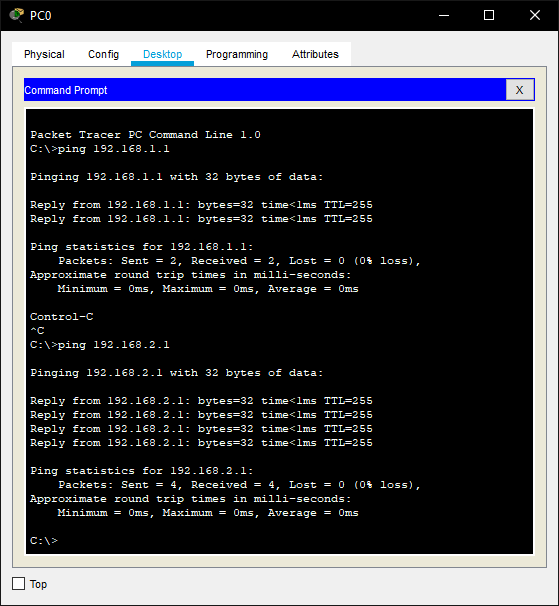 PC0
Physical Config Desktop Programming Attributes
Command Prompt X
Packet Tracer PC Command Line 1.0
C:\>ping 192.168.1.1
Pinging 192.168.1.1 with 32 bytes of data:
Reply from 192.168.1.1: bytes=32 time<1ms TTL=255
Reply from 192.168.1.1: bytes=32 time<1ms TTL=255
Ping statistics for 192.168.1.1:
    Packets: Sent = 2, Received = 2, Lost = 0 (0% loss),
Approximate round trip times in milli-seconds:
    Minimum = 0ms, Maximum = 0ms, Average = 0ms
Control-C
^C
C:\>ping 192.168.2.1
Pinging 192.168.2.1 with 32 bytes of data:
Reply from 192.168.2.1: bytes=32 time<1ms TTL=255
Reply from 192.168.2.1: bytes=32 time<1ms TTL=255
Reply from 192.168.2.1: bytes=32 time<1ms TTL=255
Reply from 192.168.2.1: bytes=32 time<1ms TTL=255
Ping statistics for 192.168.2.1:
    Packets: Sent = 4, Received = 4, Lost = 0 (0% loss),
Approximate round trip times in milli-seconds:
    Minimum = 0ms, Maximum = 0ms, Average = 0ms
C:\>
Top